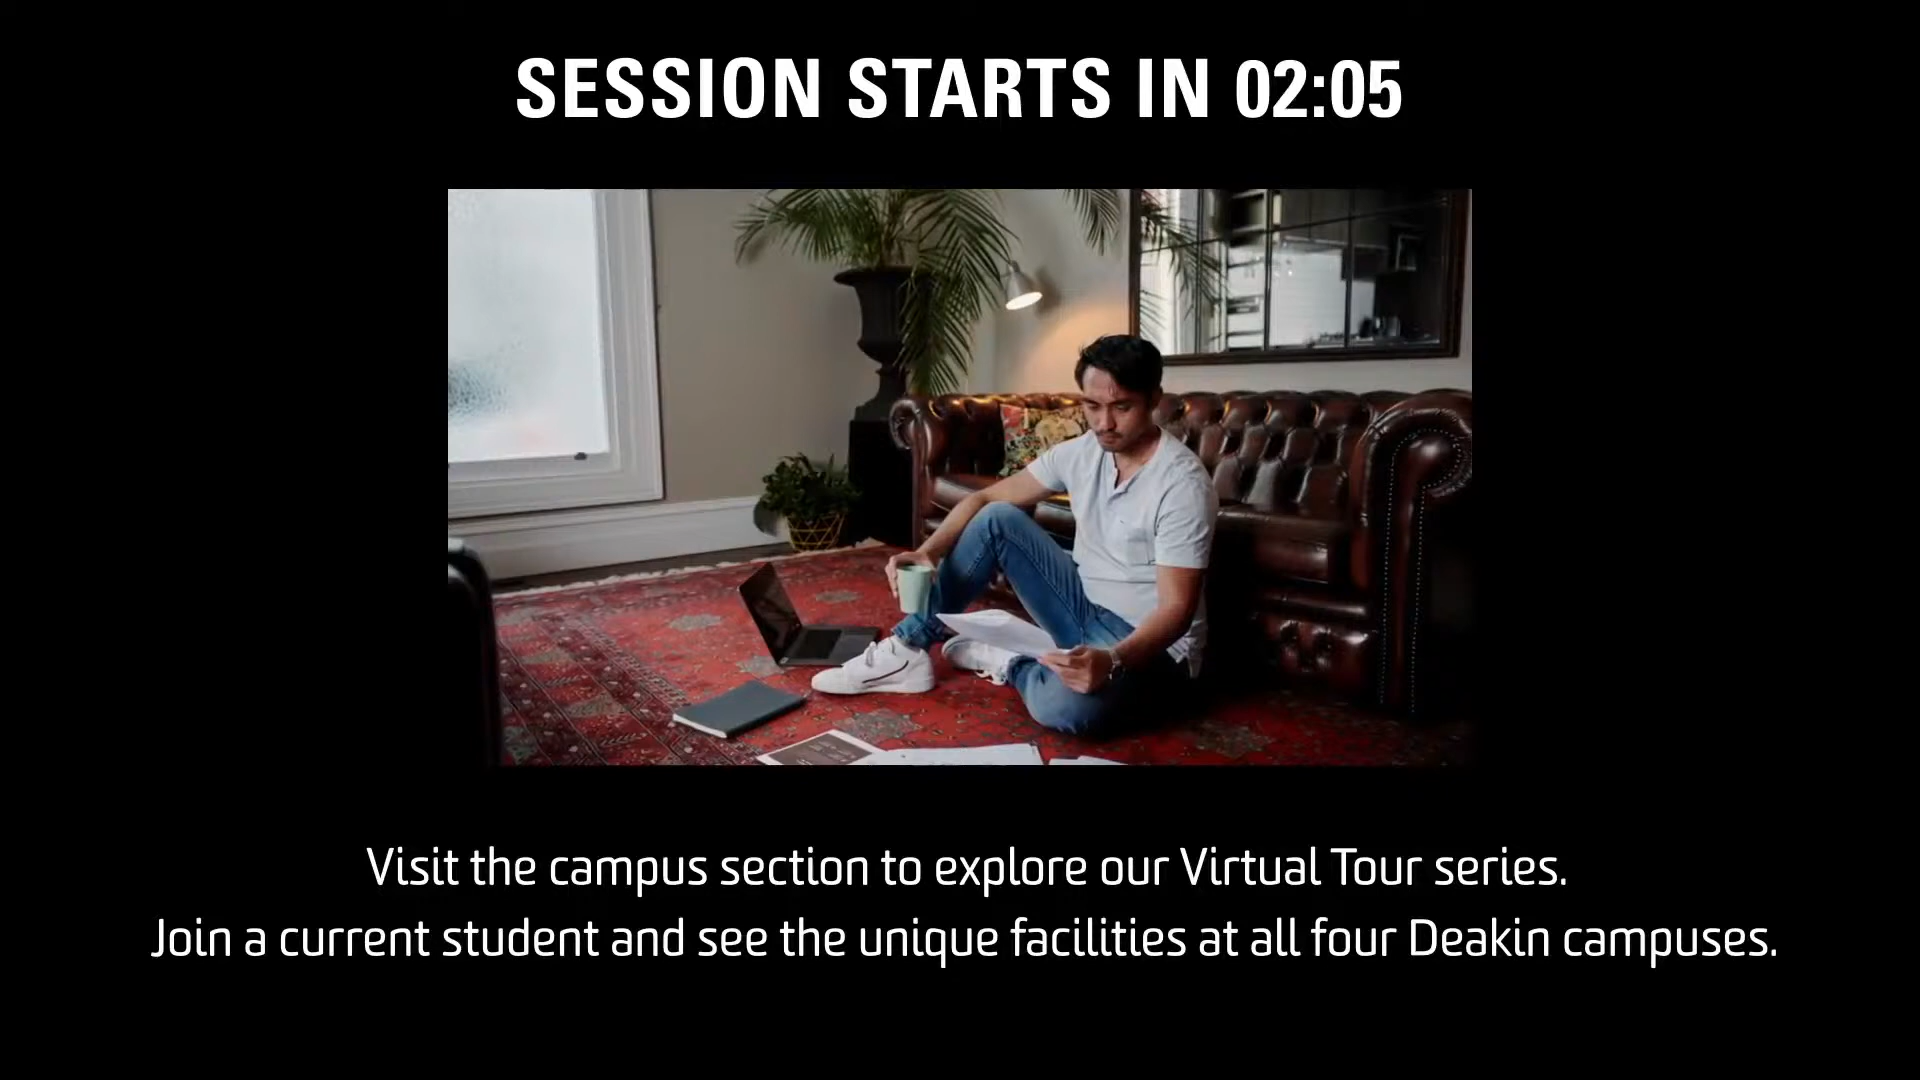 SESSION STARTS IN 02:05
Visit the campus section to explore our Virtual Tour series.
Join a current student and see the unique facilities at all four Deakin campuses.